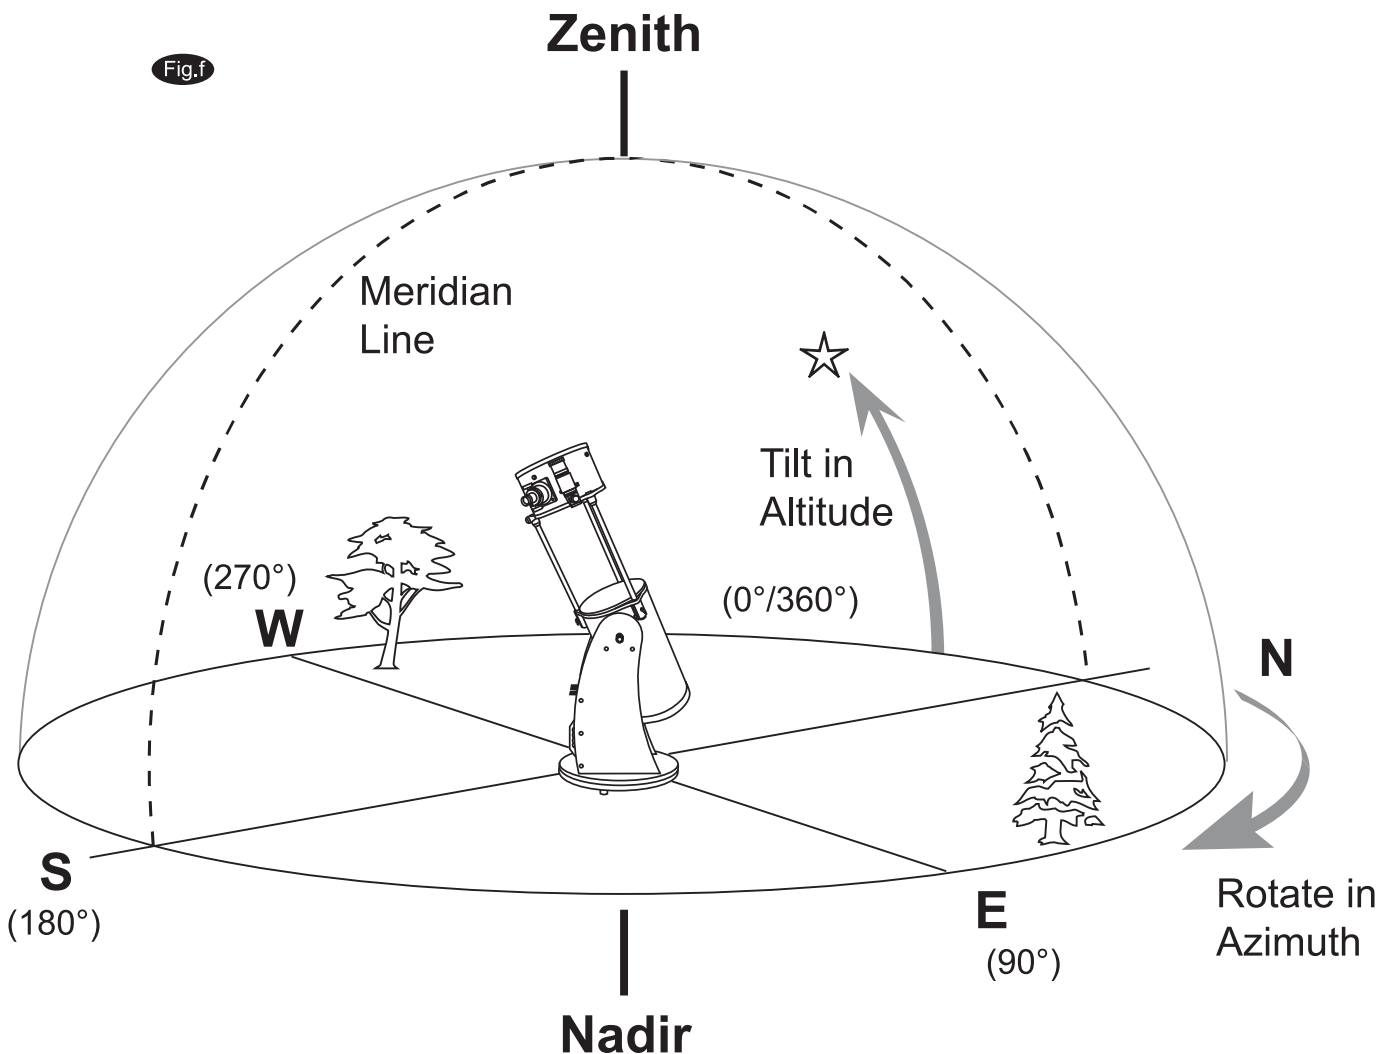 Zenith
Fig.f
Meridian
Line
Tilt in
Altitude
(270°)
W
(0°/360°)
N
S
(180°)
E
(90°)
Rotate in
Azimuth
Nadir